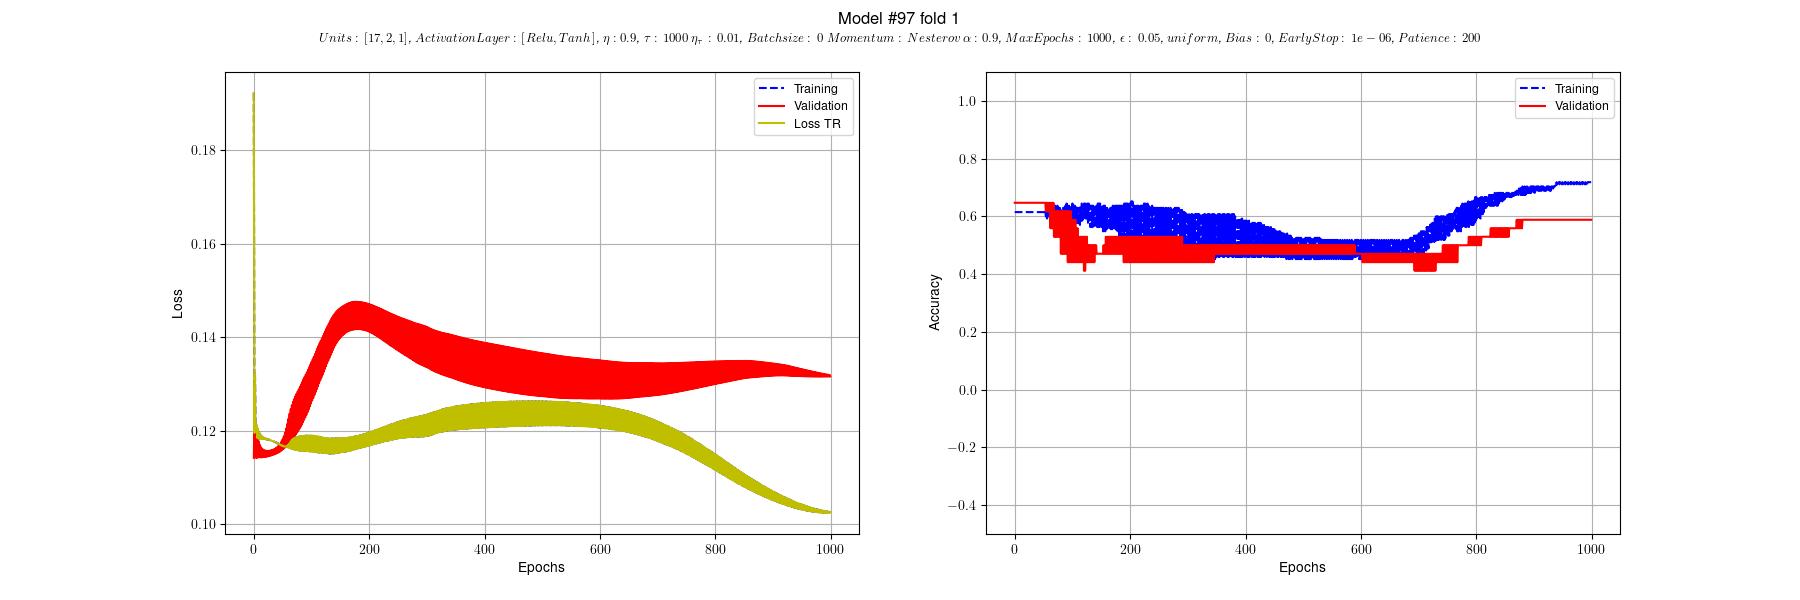 Model #97 fold 1
Units : [17, 2, 1], ActivationLayer : [Relu, Tanh], η : 0.9, τ : 1000 η_τ : 0.01, Batchsize : 0 Momentum : Nesterov α : 0.9, MaxEpochs : 1000, ϵ : 0.05, uniform, Bias : 0, EarlyStop : 1e − 06, Patience : 200
Loss
0.18
0.16
0.14
0.12
0.10
0 200 400 600 800 1000
Epochs
Training
Validation
Loss TR
Accuracy
1.0
0.8
0.6
0.4
0.2
0.0
−0.2
−0.4
0 200 400 600 800 1000
Epochs
Training
Validation